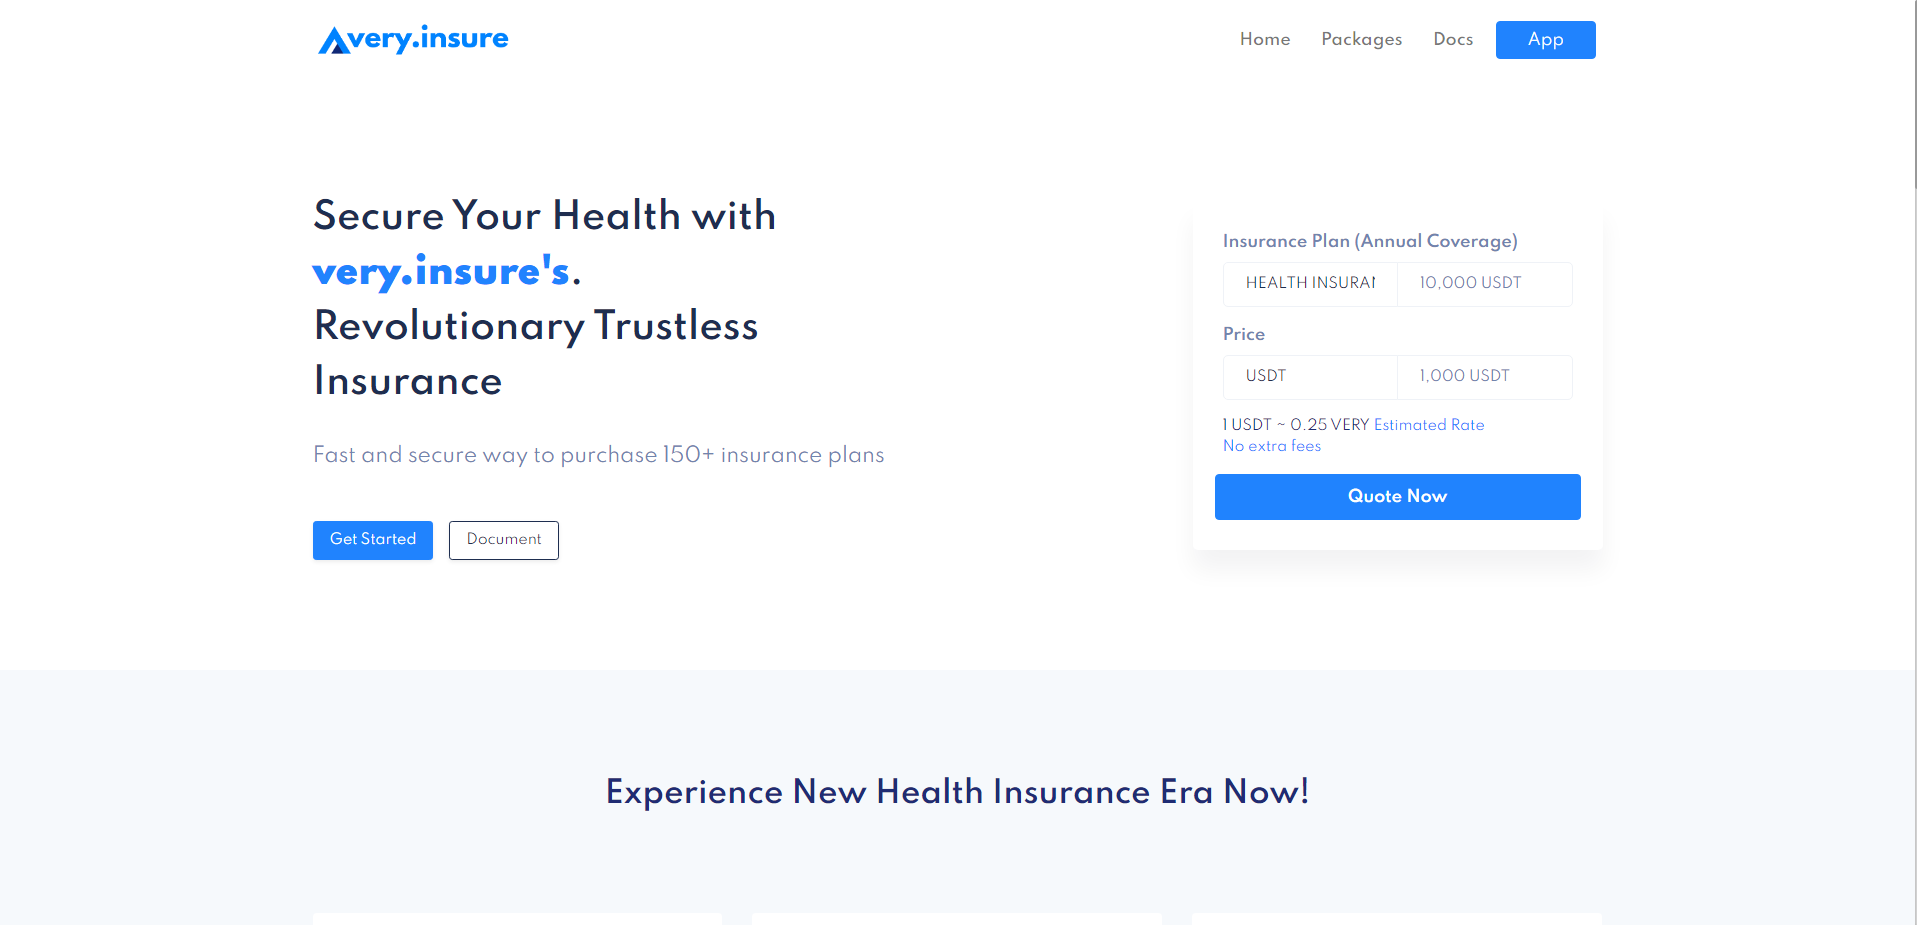 very.insure
Home Packages Docs App
Secure Your Health with
very.insure's.
Revolutionary Trustless
Insurance
Fast and secure way to purchase 150+ insurance plans
Get Started Document
Insurance Plan (Annual Coverage)
HEALTH INSURAN 10,000 USDT
Price
USDT 1,000 USDT
1 USDT ~ 0.25 VERY Estimated Rate
No extra fees
Quote Now
Experience New Health Insurance Era Now!